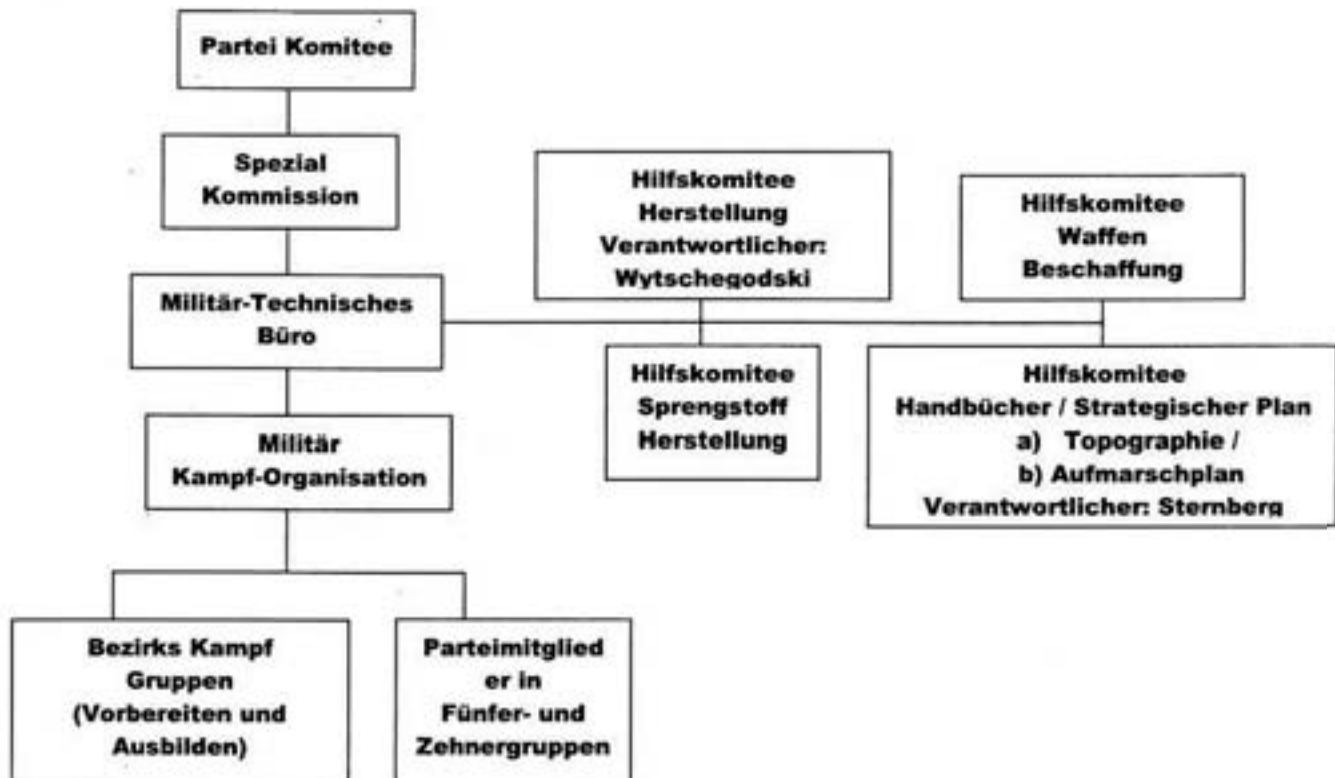 Partei Komitee
Spezial
Kommission
Hilfskomitee
Herstellung
Verantwortlicher:
Wytschegodski
Hilfskomitee
Waffen
Beschaffung
Militär-Technisches
Büro
Hilfskomitee
Sprengstoff
Herstellung
Hilfskomitee
Handbücher / Strategischer Plan
a) Topographie /
b) Aufmarschplan
Verantwortlicher: Sternberg
Militär
Kampf-Organisation
Bezirks Kampf
Gruppen
(Vorbereiten und
Ausbilden)
Parteimitglied
er in
Fünfer- und
Zehnergruppen